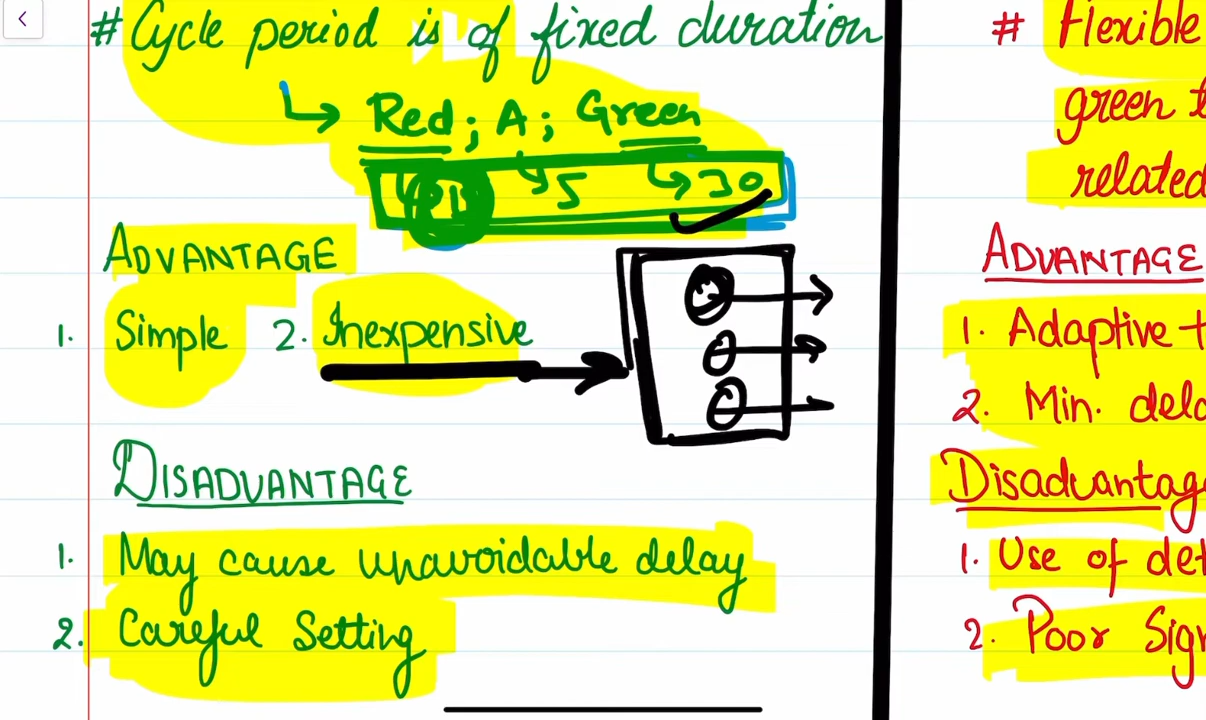 # Cycle period is of fixed duration
↳ Red ; A ; Green
5 ↳ 30
ADVANTAGE
1. Simple 2. Inexpensive
DISADVANTAGE
1. May cause unavoidable delay
2. Careful Setting
# Flexible
green
related
ADVANTAGE
1. Adaptive
2. Min.
Disadvantag
1. Use of
2. Poor